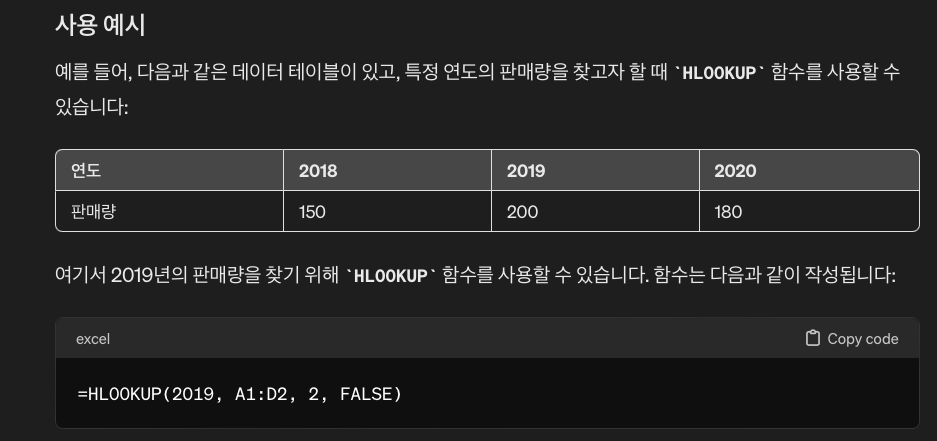 사용 예시
예를 들어, 다음과 같은 데이터 테이블이 있고, 특정 연도의 판매량을 찾고자 할 때 `HLOOKUP` 함수를 사용할 수
있습니다:
연도 2018 2019 2020
판매량 150 200 180
여기서 2019년의 판매량을 찾기 위해 `HLOOKUP` 함수를 사용할 수 있습니다. 함수는 다음과 같이 작성됩니다:
excel Copy code
=HLOOKUP(2019, A1:D2, 2, FALSE)